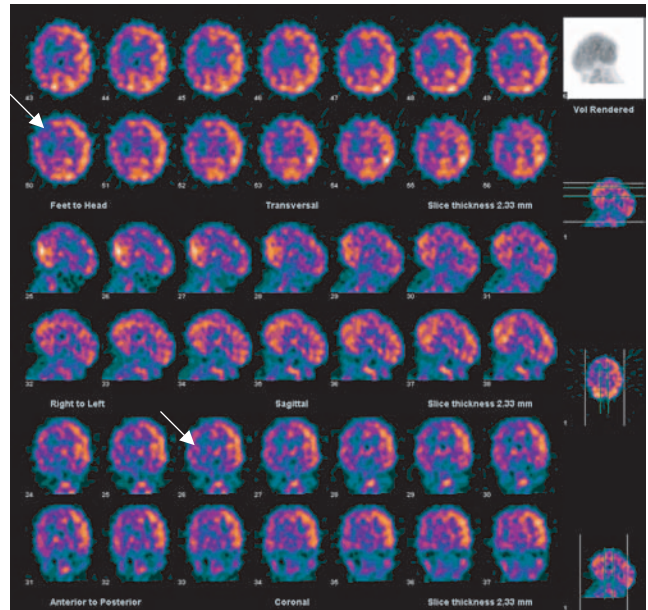 43 44 45 46 47 48 49
Vol Rendered
50 51 52 53 54 55 56
Feet to Head Transversal Slice thickness 2.33 mm
1
25 26 27 28 29 30 31
32 33 34 35 36 37 38
Right to Left Sagittal Slice thickness 2.33 mm
1
24 25 26 27 28 29 30
31 32 33 34 35 36 37
Anterior to Posterior Coronal Slice thickness 2.33 mm